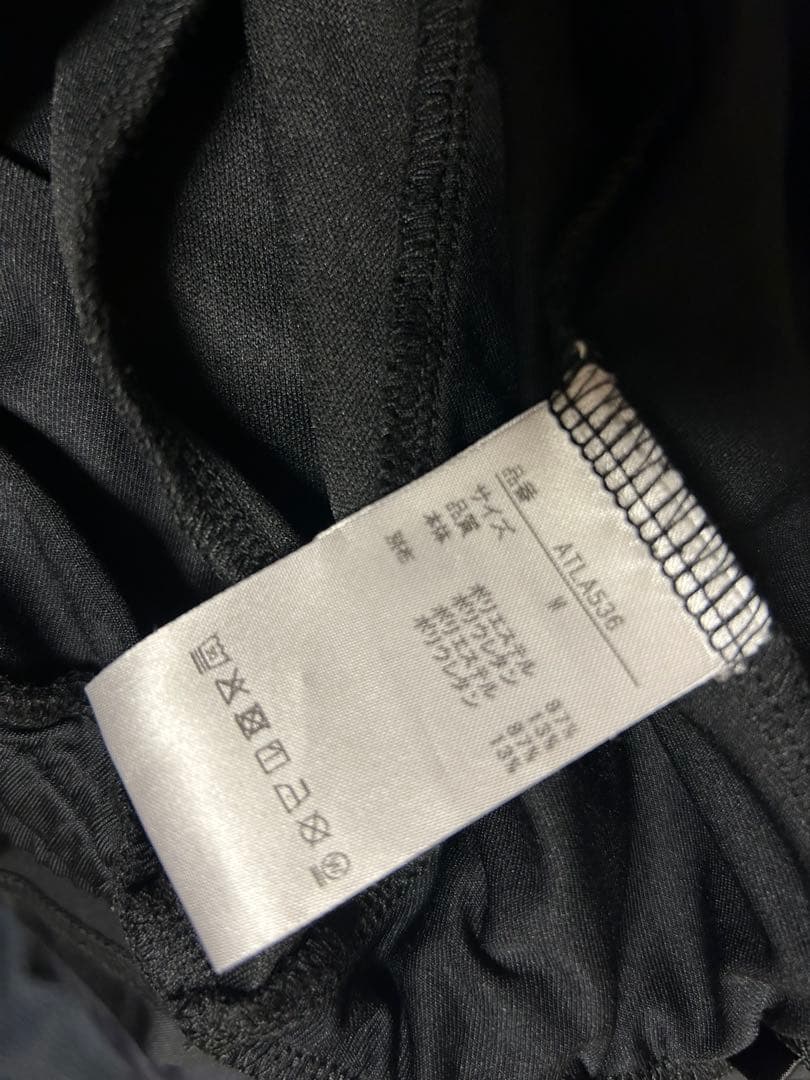 品番 ATLA536
サイズ M
品質
本体 ポリエステル 87%
ポリウレタン 13%
別布 ポリエステル 87%
ポリウレタン 13%